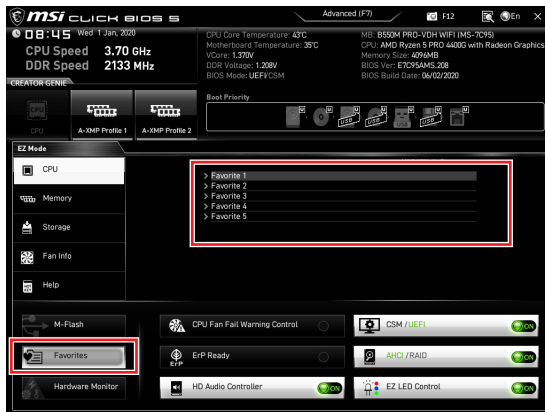 msi CLICK BIOS 5
Advanced (F7)
F12
En
X
08:45 Wed 1 Jan, 2020
CPU Speed 3.70 GHz
DDR Speed 2133 MHz
CPU Core Temperature: 43°C
Motherboard Temperature: 35°C
VCore: 1.370V
DDR Voltage: 1.208V
BIOS Mode: UEFI/CSM
MB: B550M PRO-VDH WIFI (MS-7C95)
CPU: AMD Ryzen 5 PRO 4400G with Radeon Graphics
Memory Size: 4096MB
BIOS Ver: E7C95AMS.208
BIOS Build Date: 06/02/2020
CREATOR GENIE
CPU
A-XMP Profile 1
A-XMP Profile 2
Boot Priority
U U U U U U U
USB USB USB USB
EZ Mode
CPU
Memory
Storage
Fan Info
Help
> Favorite 1
> Favorite 2
> Favorite 3
> Favorite 4
> Favorite 5
M-Flash
Favorites
Hardware Monitor
CPU Fan Fail Warning Control
ErP
ErP Ready
HD Audio Controller
ON
CSM /UEFI
ON
AHCI /RAID
ON
EZ LED Control
ON